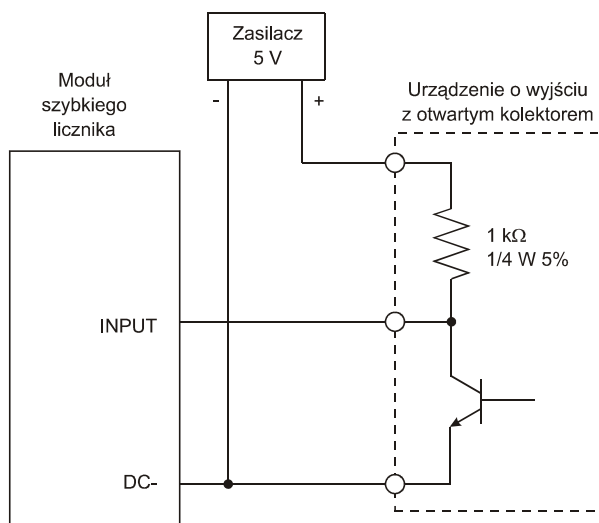 Zasilacz
5 V
-
+
Moduł
szybkiego
licznika
Urządzenie o wyjściu
z otwartym kolektorem
1 kΩ
1/4 W 5%
INPUT
DC-